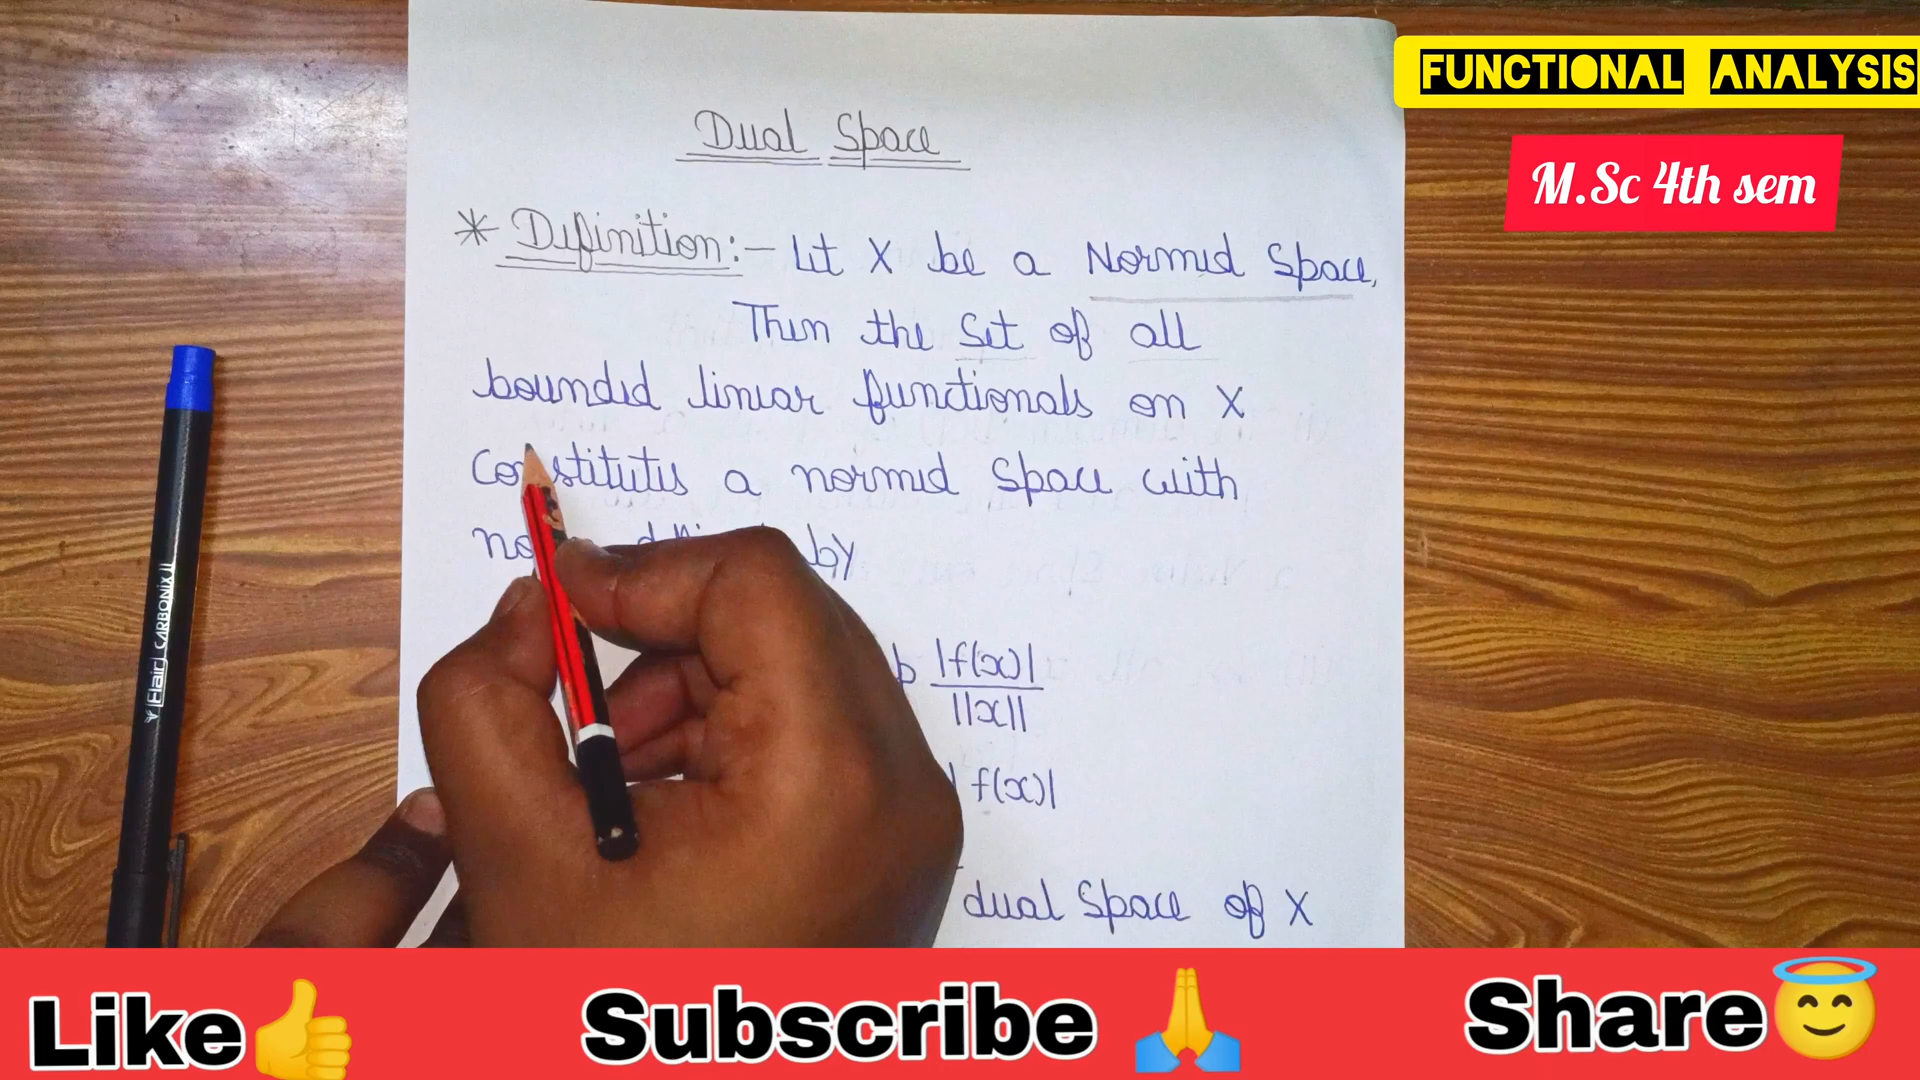 FUNCTIONAL ANALYSIS
M.Sc 4th sem
Dual Space
* Definition:- Let X be a Normed Space,
Then the Set of all
bounded linear functionals on X
constitutes a normed Space with
by
|f(x)|
||x||
f(x)|
dual Space of X
Flair CARBONIX
Like👍 Subscribe🙏 Share😇